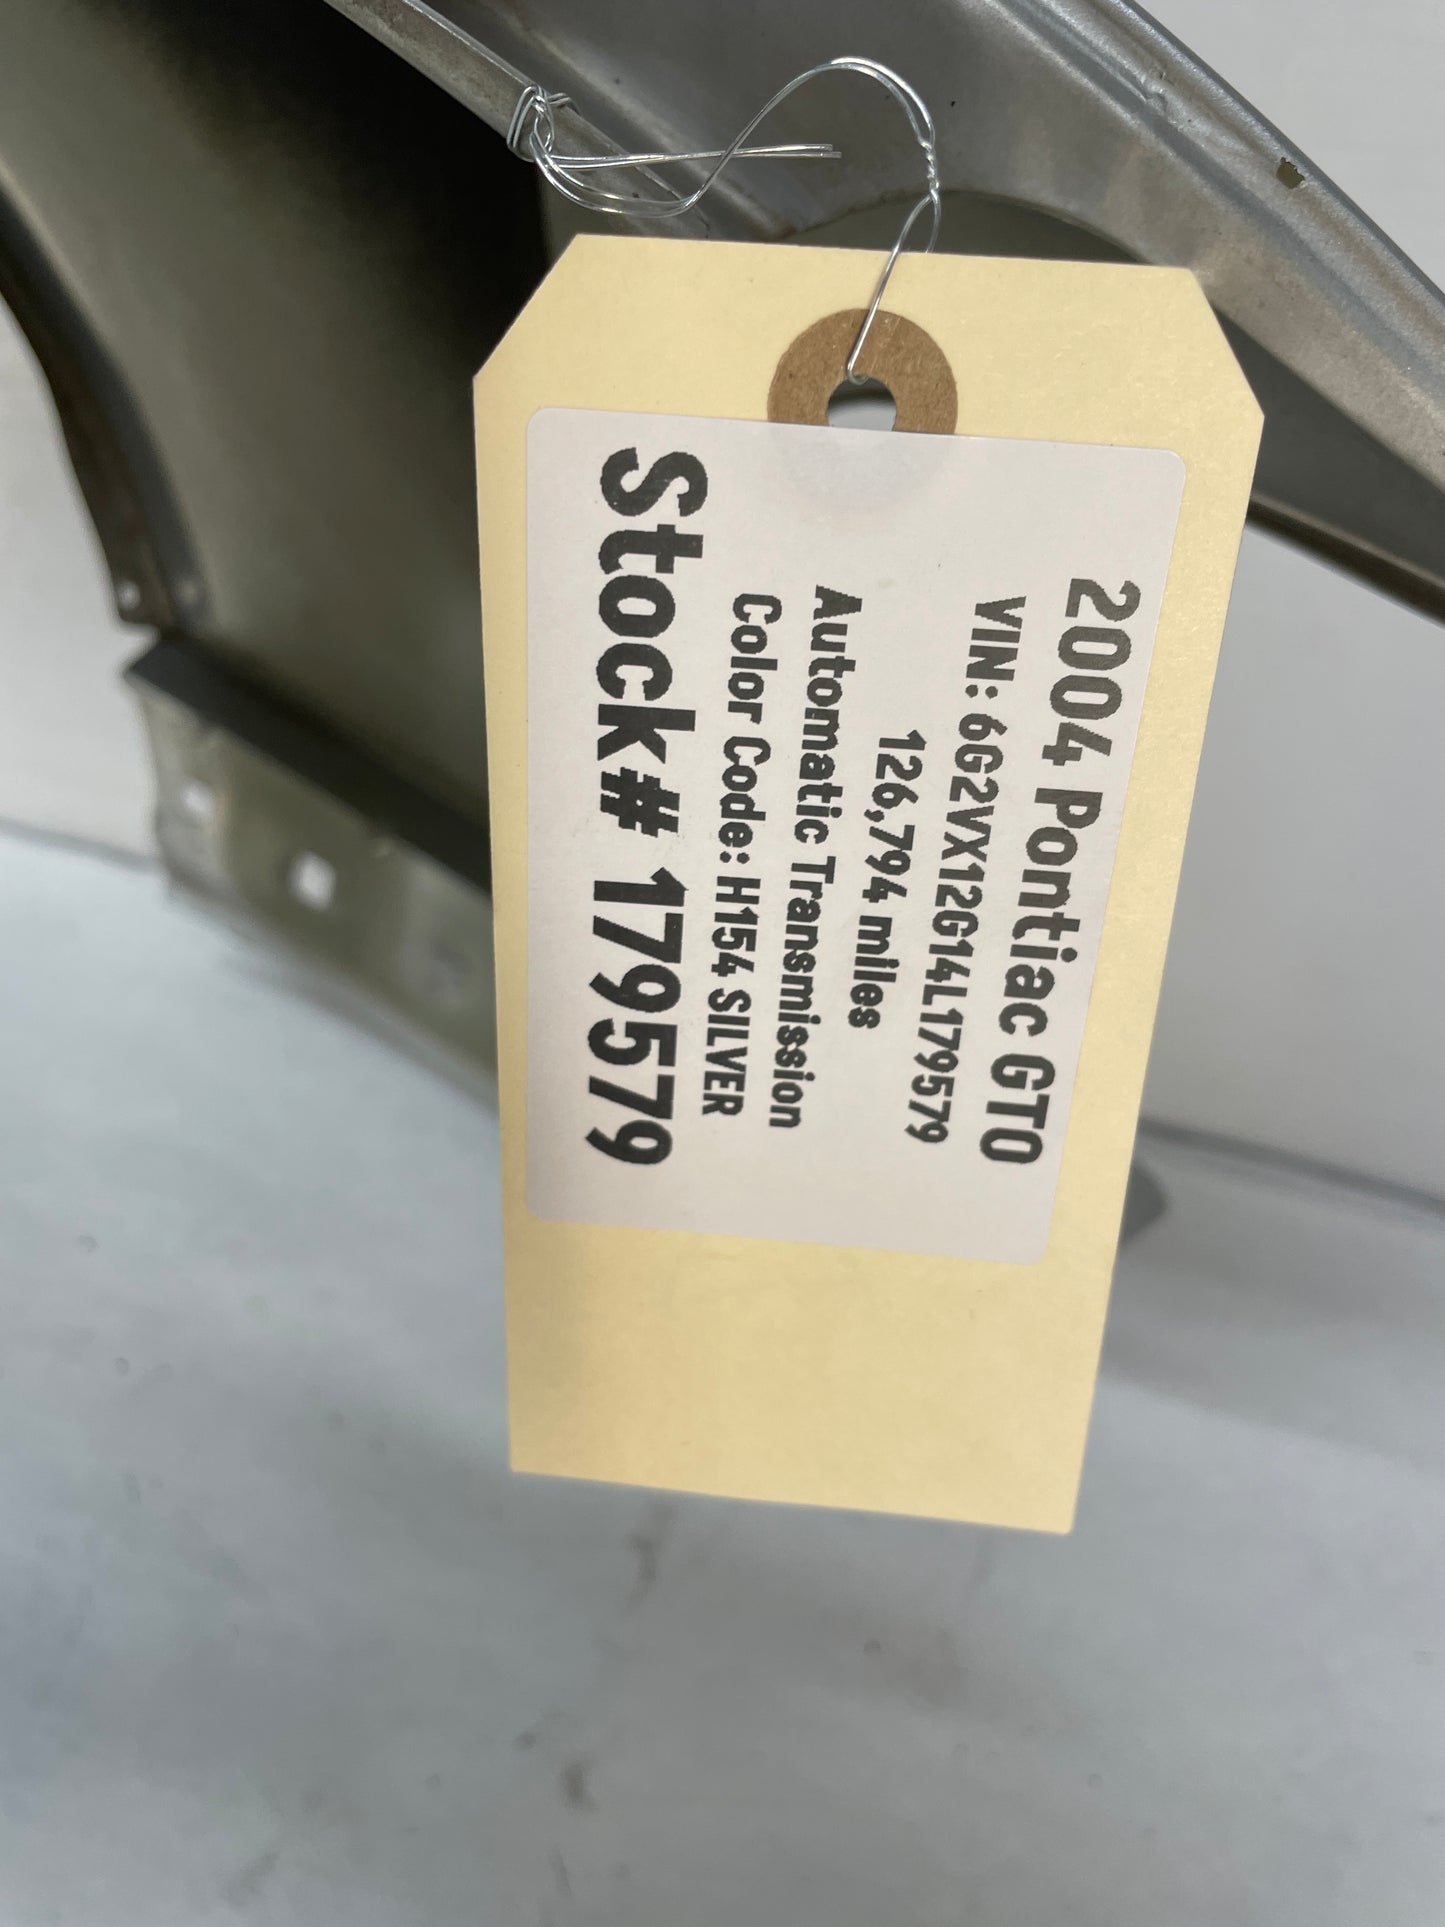 2004 Pontiac GTO
VIN: 6G2VX12G14L179579
126,794 miles
Automatic Transmission
Color Code: H154 SILVER
Stock# 179579